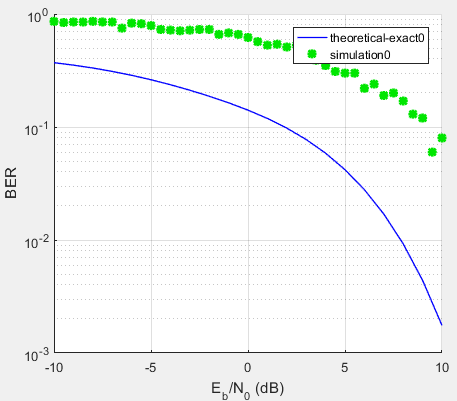 10^0
theoretical-exact0
simulation0
10^-1
BER
10^-2
10^-3
-10 -5 0 5 10
E_b/N_0 (dB)